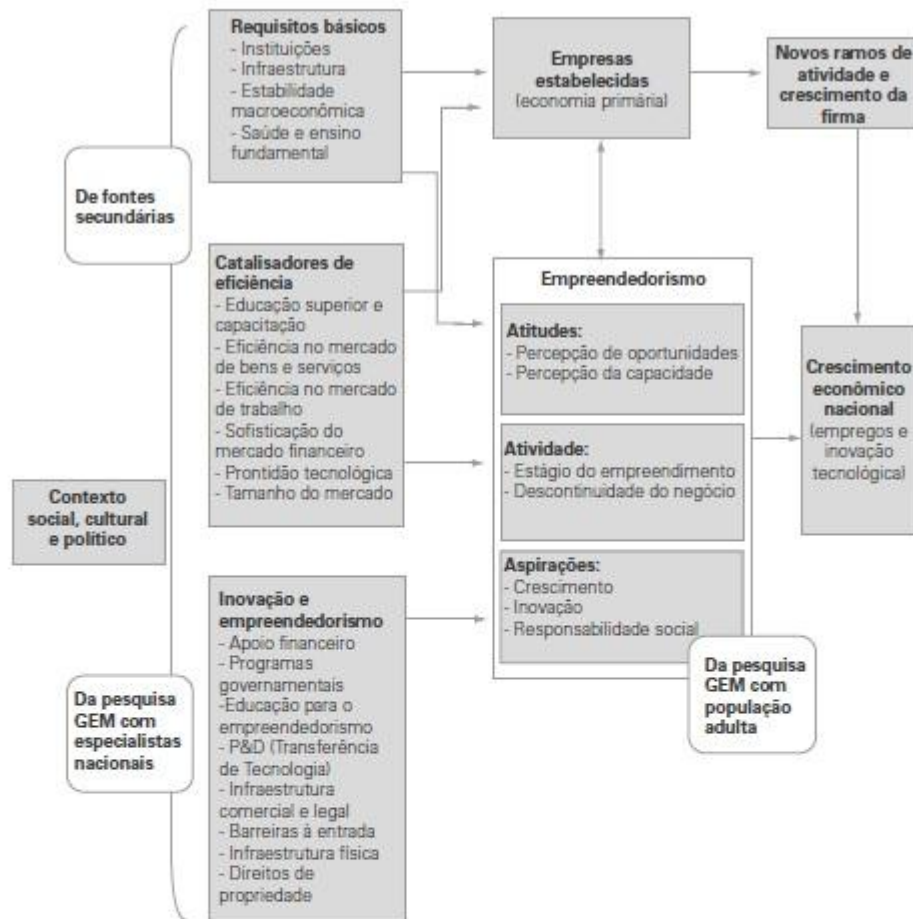 Requisitos básicos
- Instituições
- Infraestrutura
- Estabilidade
macroeconômica
- Saúde e ensino
fundamental
Empresas
estabelecidas
(economia primária)
Novos ramos de
atividade e
crescimento da
firma
De fontes
secundárias
Catalisadores de
eficiência
- Educação superior e
capacitação
- Eficiência no mercado
de bens e serviços
- Eficiência no mercado
de trabalho
- Sofisticação do
mercado financeiro
- Prontidão tecnológica
- Tamanho do mercado
Empreendedorismo
Atitudes:
- Percepção de oportunidades
- Percepção da capacidade
Atividade:
- Estágio do empreendimento
- Descontinuidade do negócio
Aspirações:
- Crescimento
- Inovação
- Responsabilidade social
Crescimento
econômico
nacional
(empregos e
inovação
tecnológica)
Contexto
social, cultural
e político
Inovação e
empreendedorismo
- Apoio financeiro
- Programas
governamentais
-Educação para o
empreendedorismo
- P&D (Transferência
de Tecnologia)
- Infraestrutura
comercial e legal
- Barreiras à entrada
- Infraestrutura física
- Direitos de
propriedade
Da pesquisa
GEM com
especialistas
nacionais
Da pesquisa
GEM com
população
adulta